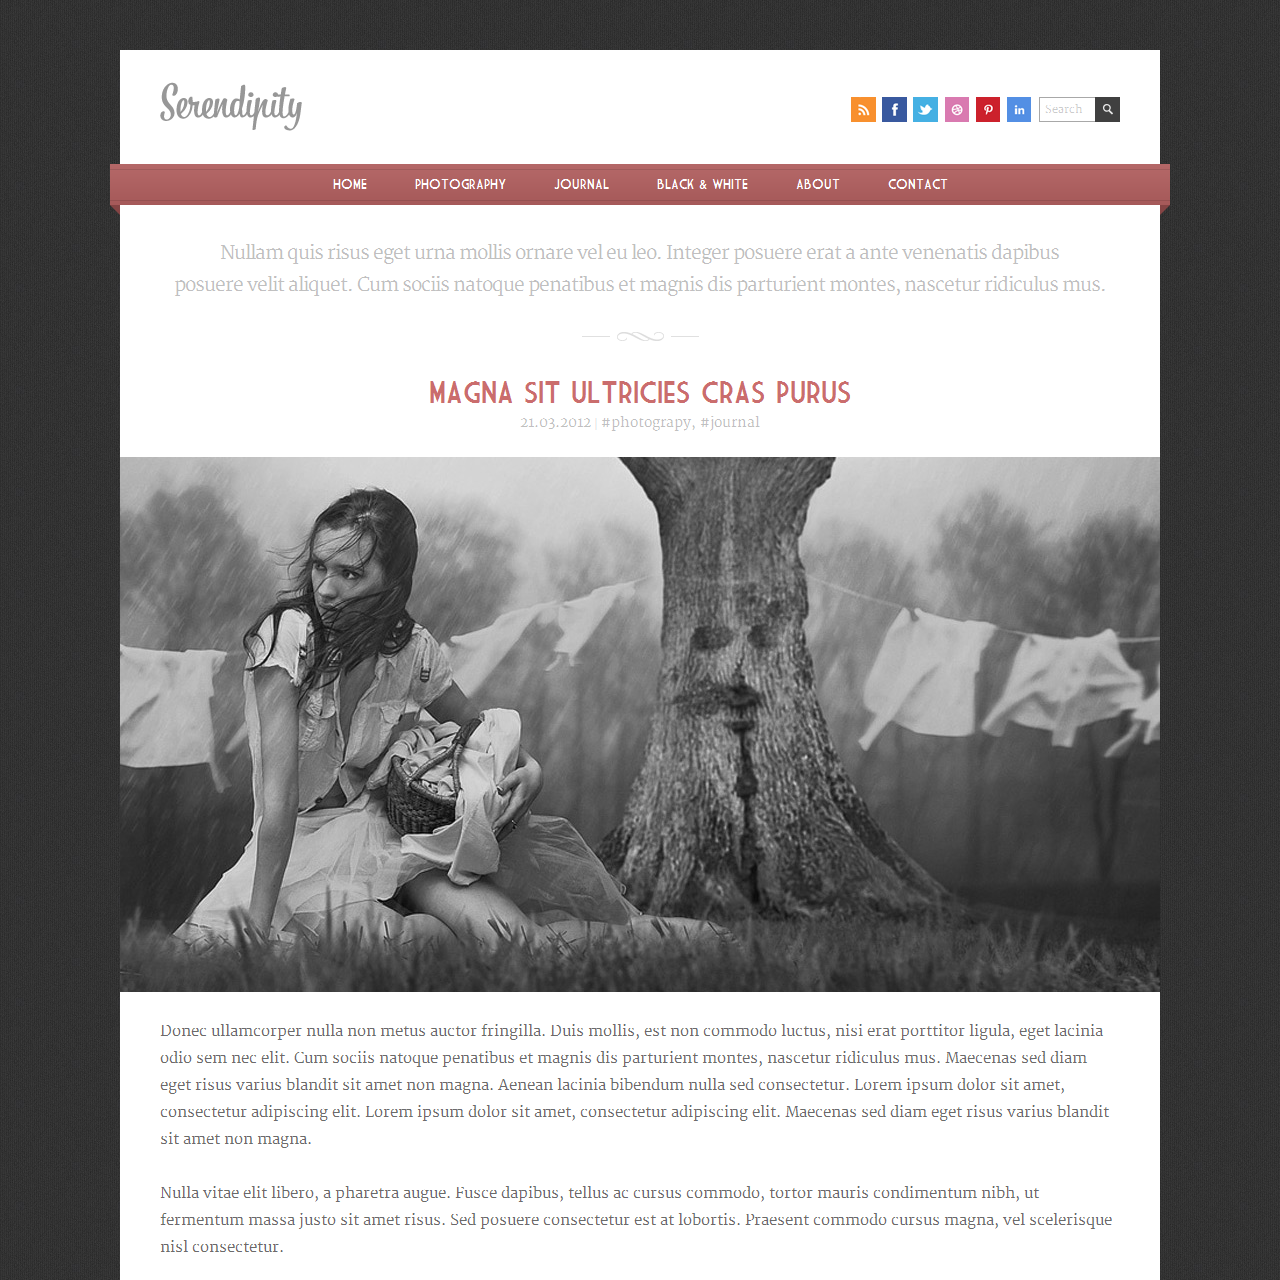 Serendipity
f
in
Search
HOME PHOTOGRAPHY JOURNAL BLACK & WHITE ABOUT CONTACT
Nullam quis risus eget urna mollis ornare vel eu leo. Integer posuere erat a ante venenatis dapibus
posuere velit aliquet. Cum sociis natoque penatibus et magnis dis parturient montes, nascetur ridiculus mus.
MAGNA SIT ULTRICIES CRAS PURUS
21.03.2012 | #photograpy, #journal
Donec ullamcorper nulla non metus auctor fringilla. Duis mollis, est non commodo luctus, nisi erat porttitor ligula, eget lacinia
odio sem nec elit. Cum sociis natoque penatibus et magnis dis parturient montes, nascetur ridiculus mus. Maecenas sed diam
eget risus varius blandit sit amet non magna. Aenean lacinia bibendum nulla sed consectetur. Lorem ipsum dolor sit amet,
consectetur adipiscing elit. Lorem ipsum dolor sit amet, consectetur adipiscing elit. Maecenas sed diam eget risus varius blandit
sit amet non magna.
Nulla vitae elit libero, a pharetra augue. Fusce dapibus, tellus ac cursus commodo, tortor mauris condimentum nibh, ut
fermentum massa justo sit amet risus. Sed posuere consectetur est at lobortis. Praesent commodo cursus magna, vel scelerisque
nisl consectetur.